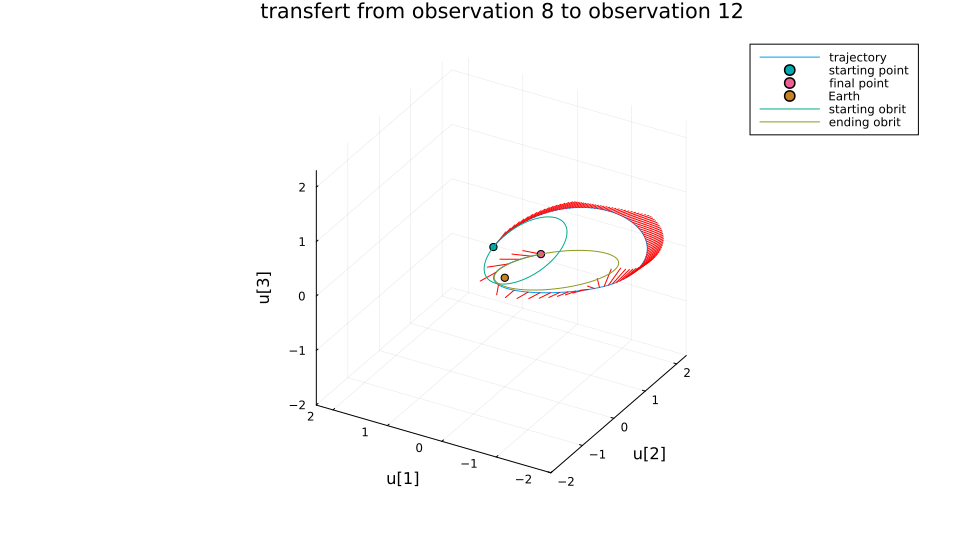 transfert from observation 8 to observation 12
trajectory
starting point
final point
Earth
starting obrit
ending obrit
u[3]
2
1
0
−1
−2
2
1
0
−1
−2
u[1]
−2
−1
0
1
2
u[2]